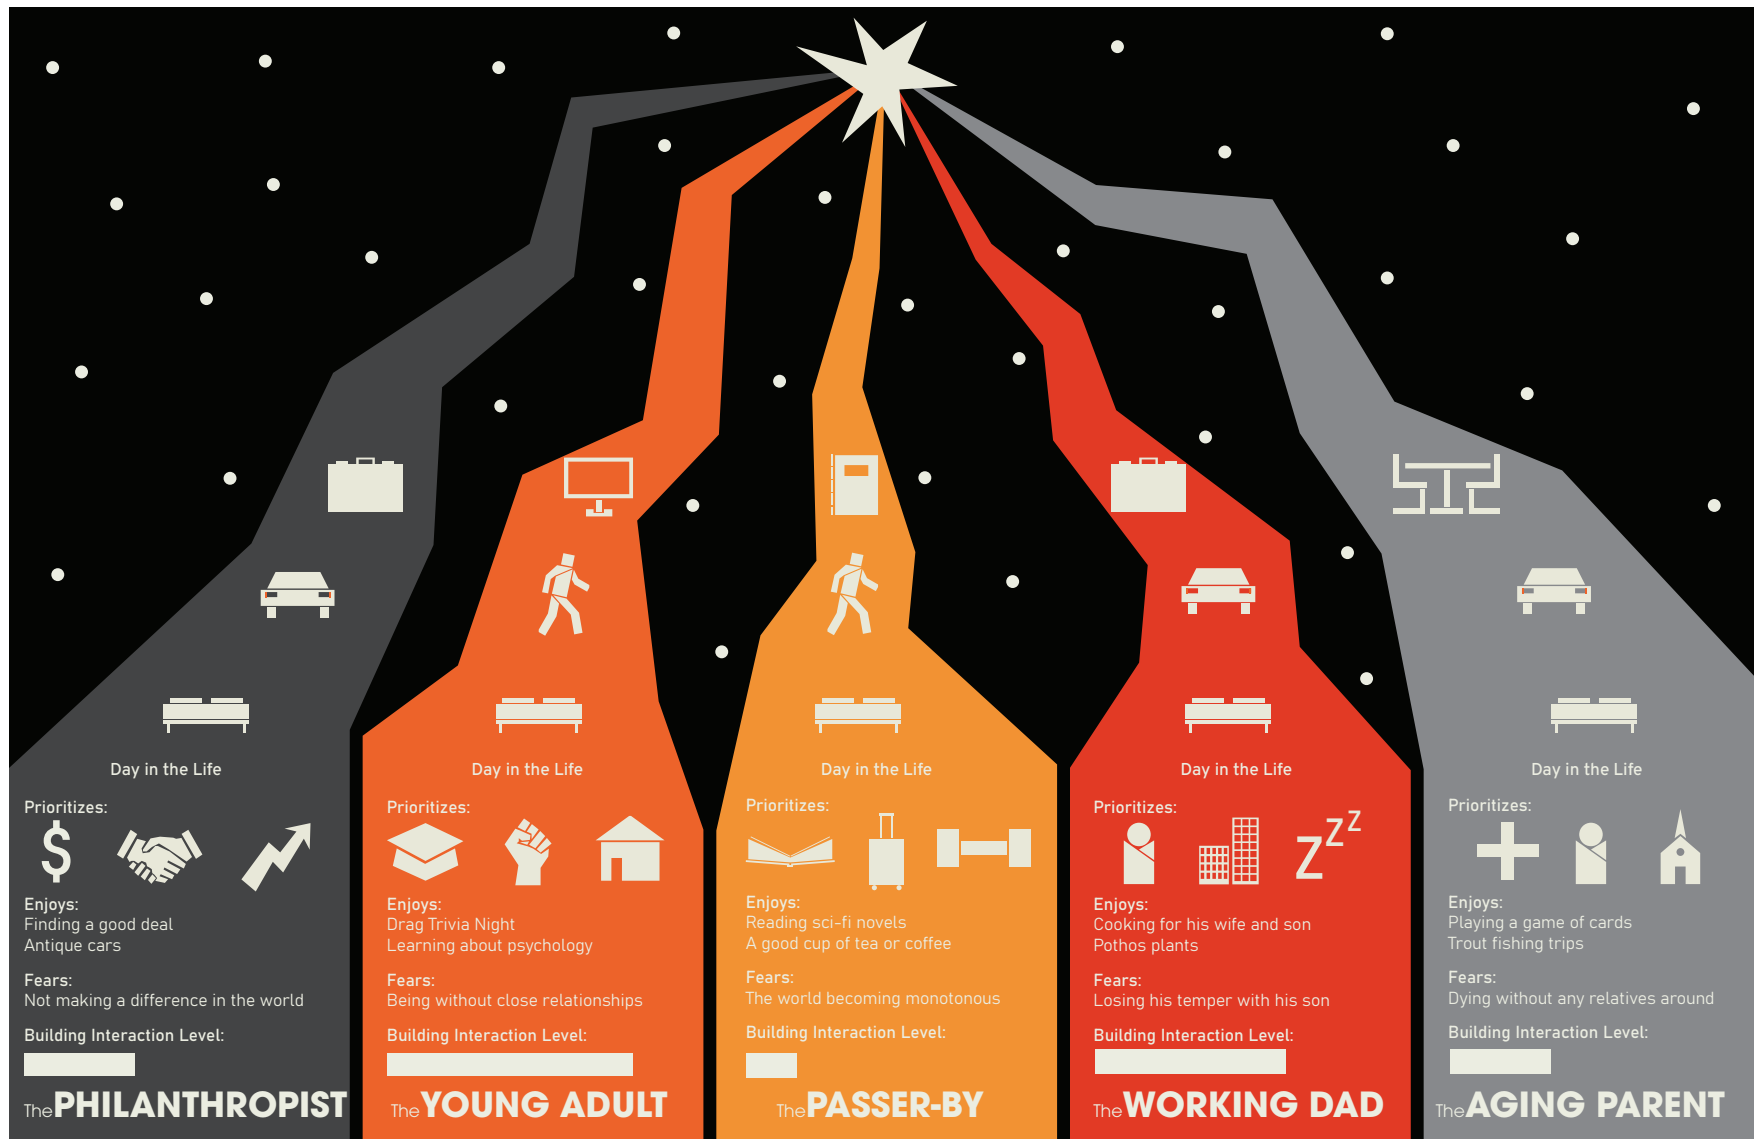 Day in the Life
Prioritizes:
Enjoys:
Finding a good deal
Antique cars
Fears:
Not making a difference in the world
Building Interaction Level:
The PHILANTHROPIST
Day in the Life
Prioritizes:
Enjoys:
Drag Trivia Night
Learning about psychology
Fears:
Being without close relationships
Building Interaction Level:
The YOUNG ADULT
Day in the Life
Prioritizes:
Enjoys:
Reading sci-fi novels
A good cup of tea or coffee
Fears:
The world becoming monotonous
Building Interaction Level:
The PASSER-BY
Day in the Life
Prioritizes:
zzz
Enjoys:
Cooking for his wife and son
Pothos plants
Fears:
Losing his temper with his son
Building Interaction Level:
The WORKING DAD
Day in the Life
Prioritizes:
Enjoys:
Playing a game of cards
Trout fishing trips
Fears:
Dying without any relatives around
Building Interaction Level:
The AGING PARENT